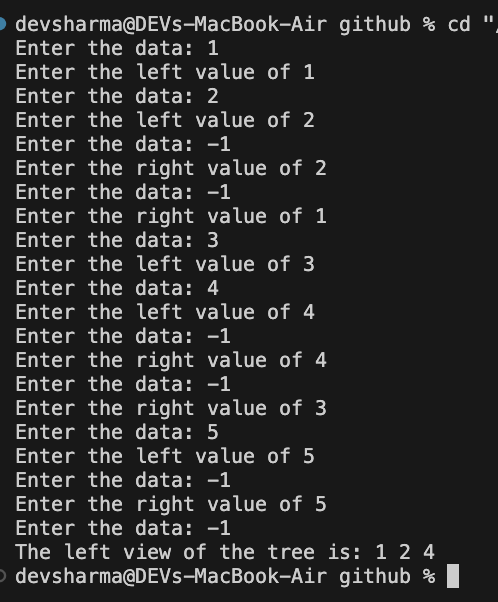 devsharma@DEVs-MacBook-Air github % cd "/
Enter the data: 1
Enter the left value of 1
Enter the data: 2
Enter the left value of 2
Enter the data: -1
Enter the right value of 2
Enter the data: -1
Enter the right value of 1
Enter the data: 3
Enter the left value of 3
Enter the data: 4
Enter the left value of 4
Enter the data: -1
Enter the right value of 4
Enter the data: -1
Enter the right value of 3
Enter the data: 5
Enter the left value of 5
Enter the data: -1
Enter the right value of 5
Enter the data: -1
The left view of the tree is: 1 2 4
devsharma@DEVs-MacBook-Air github %